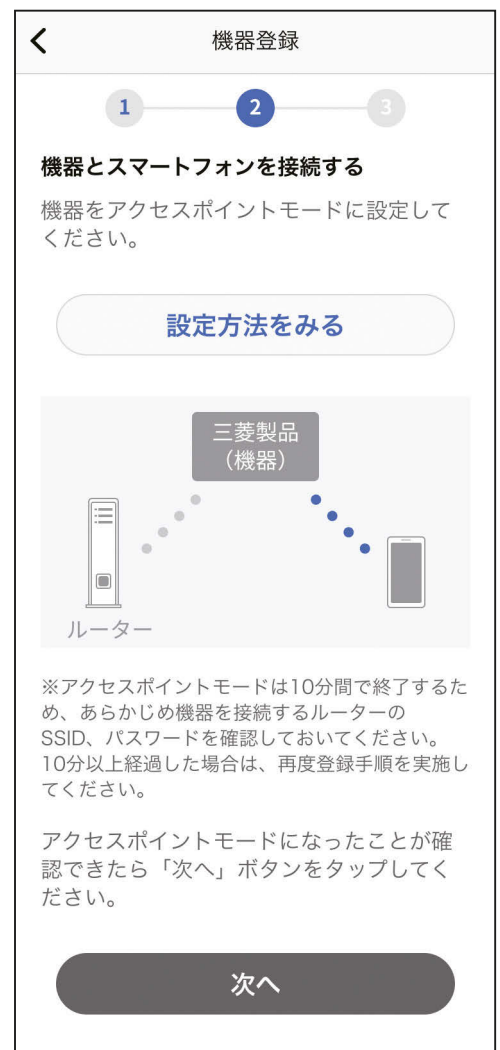 機器登録
1
2
3
機器とスマートフォンを接続する
機器をアクセスポイントモードに設定して
ください。
設定方法をみる
三菱製品
（機器）
ルーター
※アクセスポイントモードは10分間で終了するた
め、あらかじめ機器を接続するルーターの
SSID、パスワードを確認しておいてください。
10分以上経過した場合は、再度登録手順を実施し
てください。
アクセスポイントモードになったことが確
認できたら「次へ」ボタンをタップしてく
ださい。
次へ